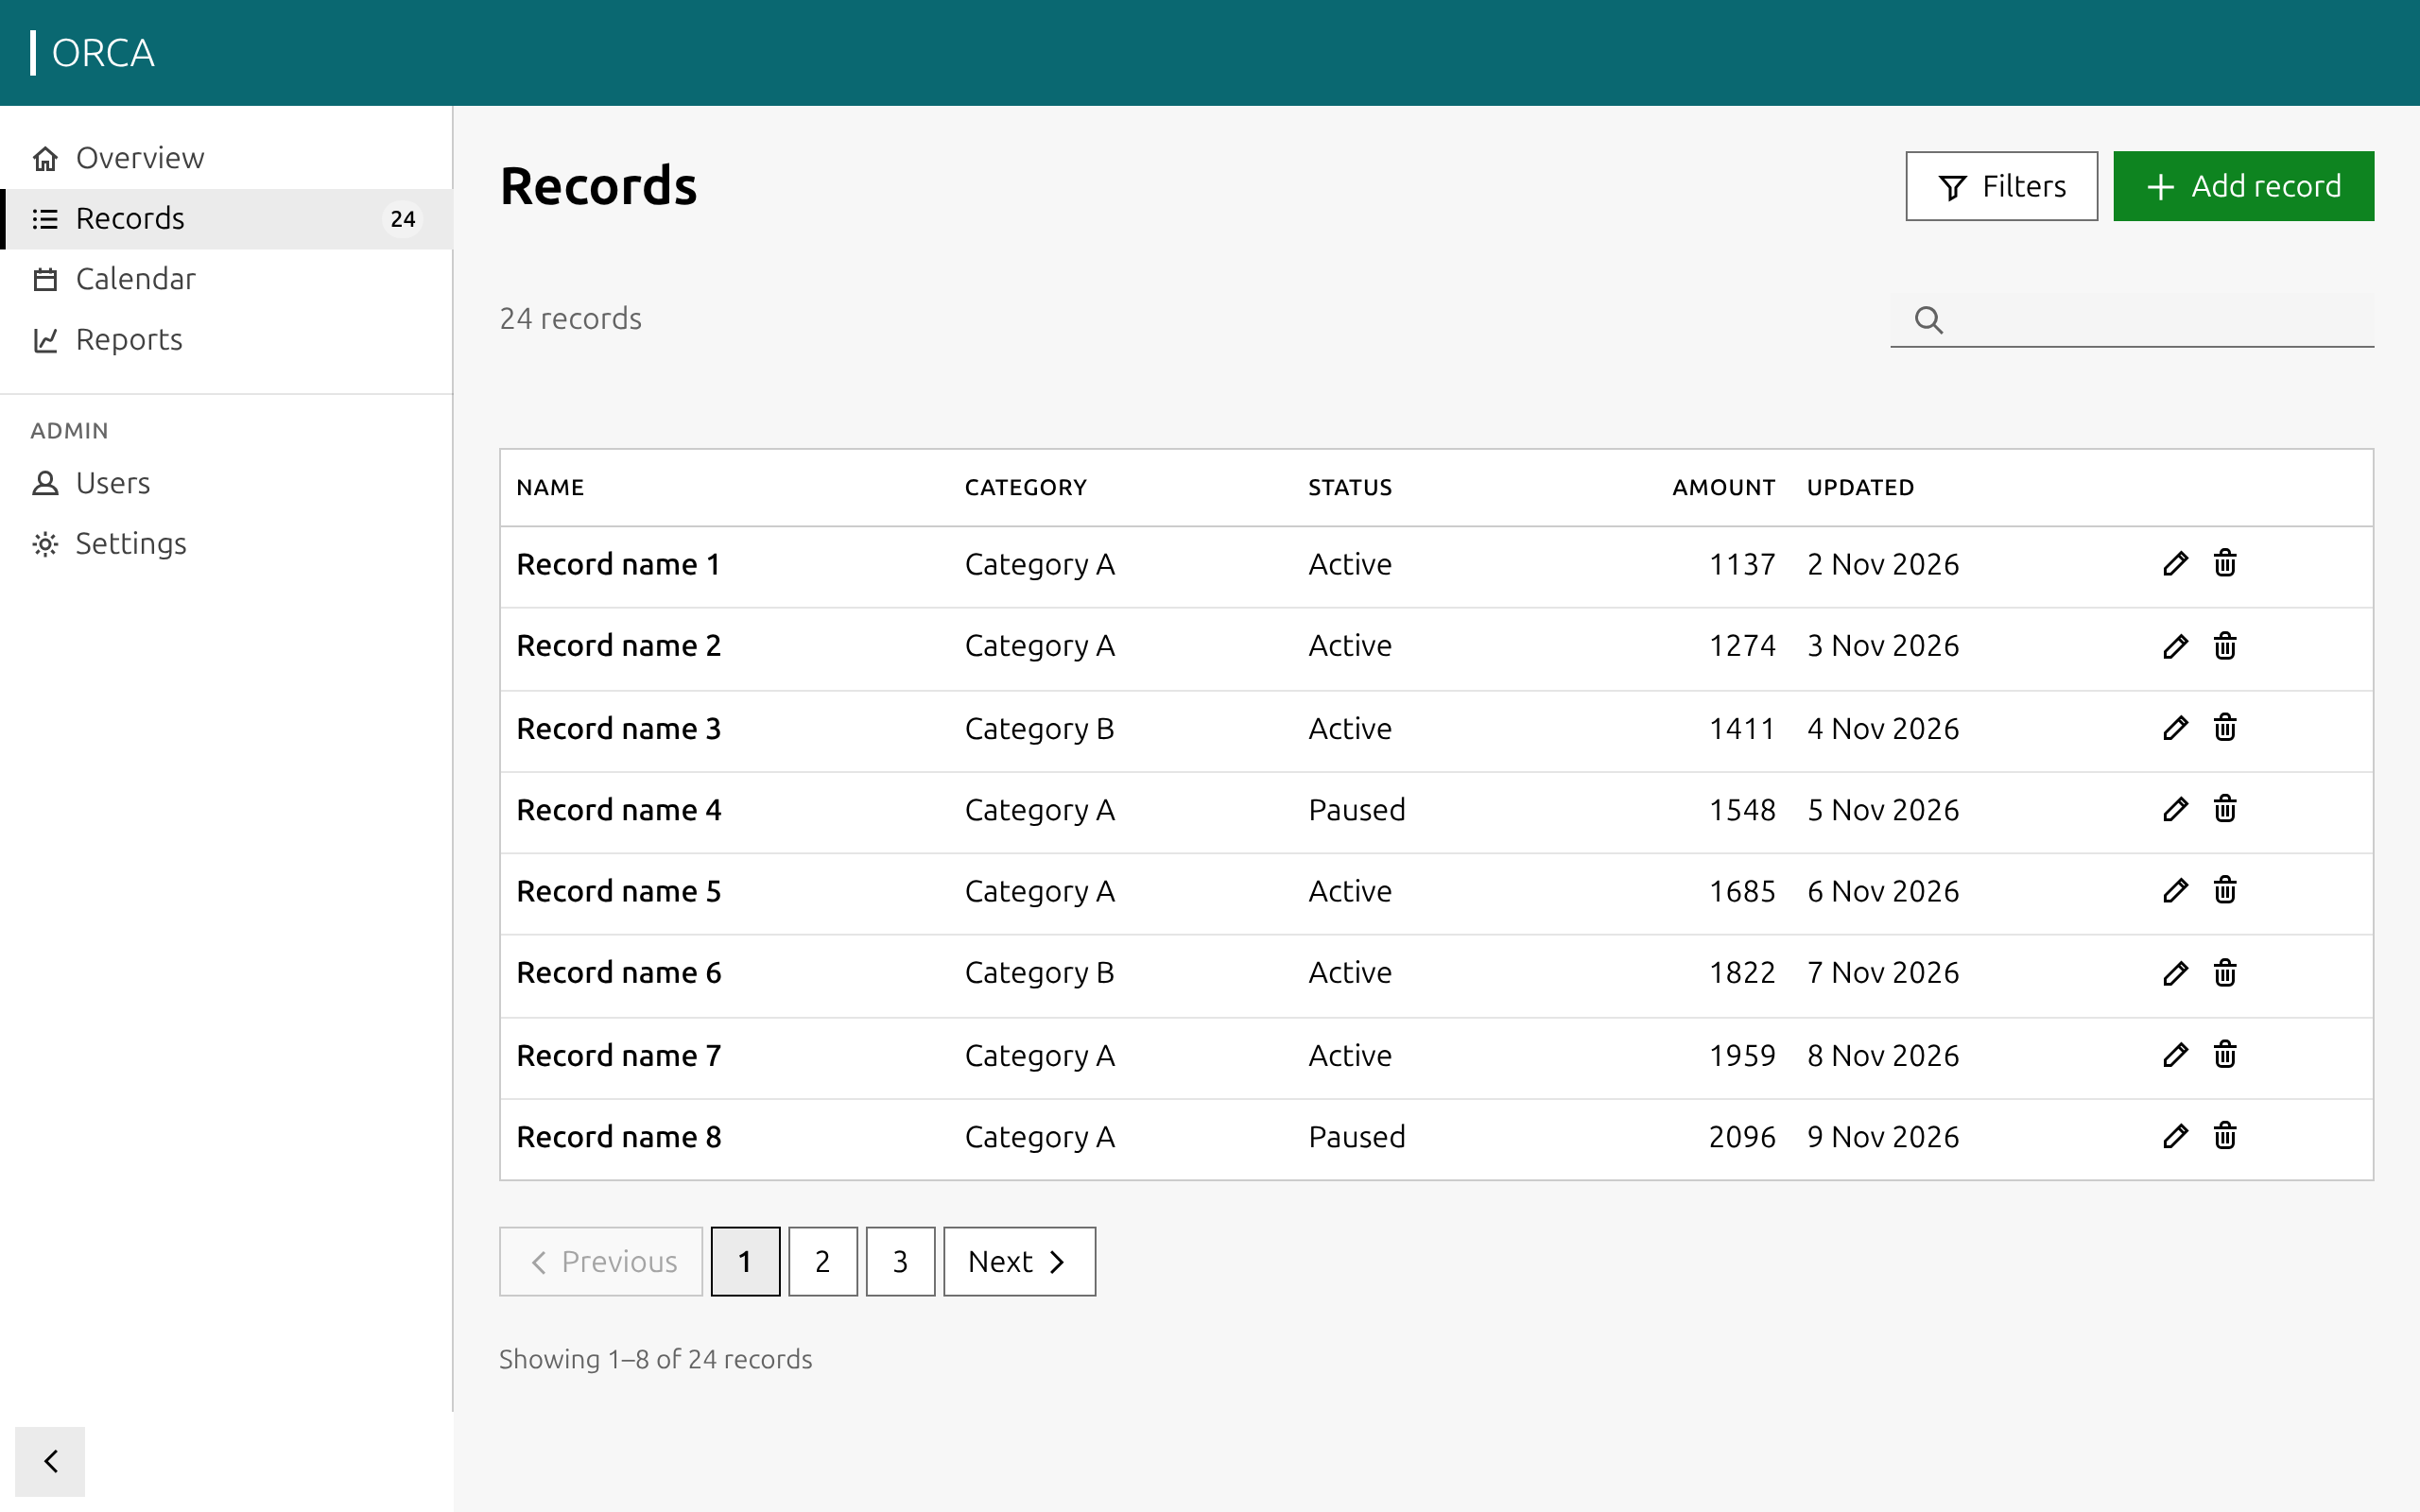 ORCA
Overview
Records 24
Calendar
Reports
ADMIN
Users
Settings
Records
Filters
Add record
24 records
NAME CATEGORY STATUS AMOUNT UPDATED
Record name 1 Category A Active 1137 2 Nov 2026
Record name 2 Category A Active 1274 3 Nov 2026
Record name 3 Category B Active 1411 4 Nov 2026
Record name 4 Category A Paused 1548 5 Nov 2026
Record name 5 Category A Active 1685 6 Nov 2026
Record name 6 Category B Active 1822 7 Nov 2026
Record name 7 Category A Active 1959 8 Nov 2026
Record name 8 Category A Paused 2096 9 Nov 2026
Previous 1 2 3 Next
Showing 1–8 of 24 records